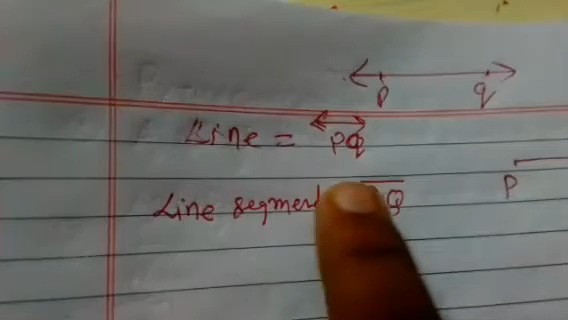 P q
Line = PQ
P
Line segment Q